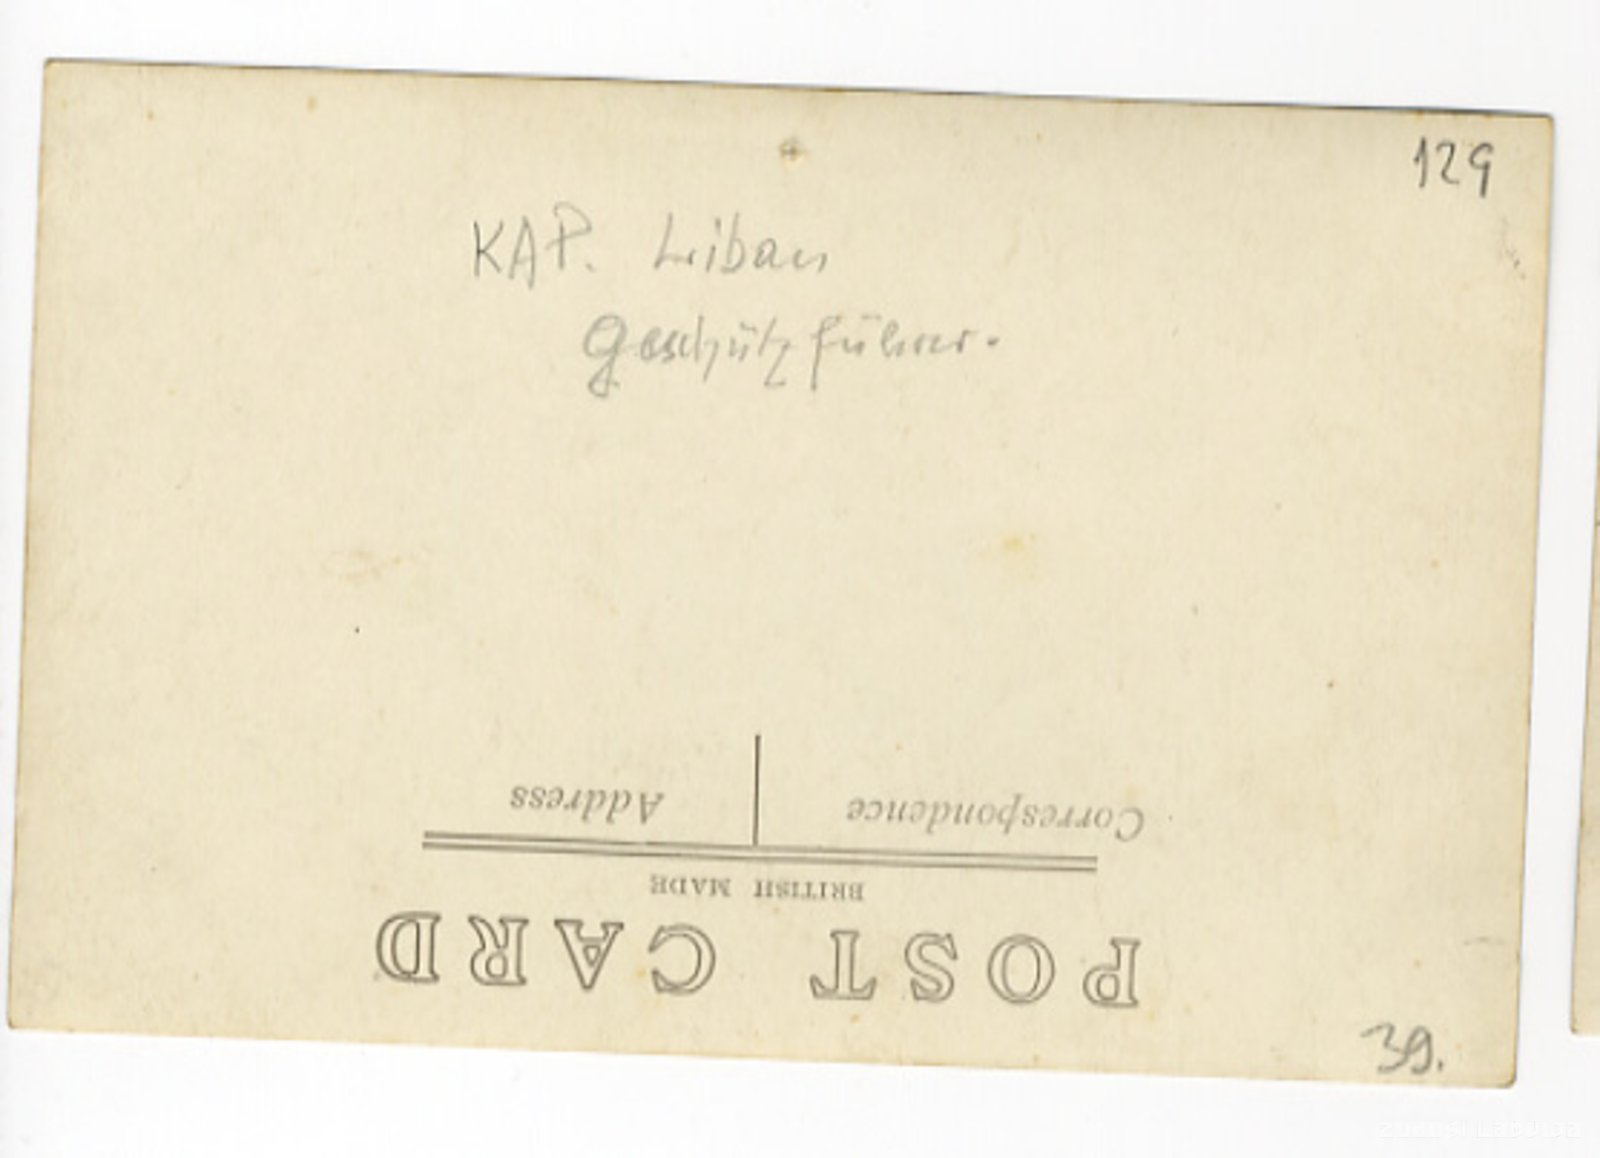 129
KAP. Libau
Geschützführer.
POST CARD
BRITISH MADE
Correspondence
Address
39.